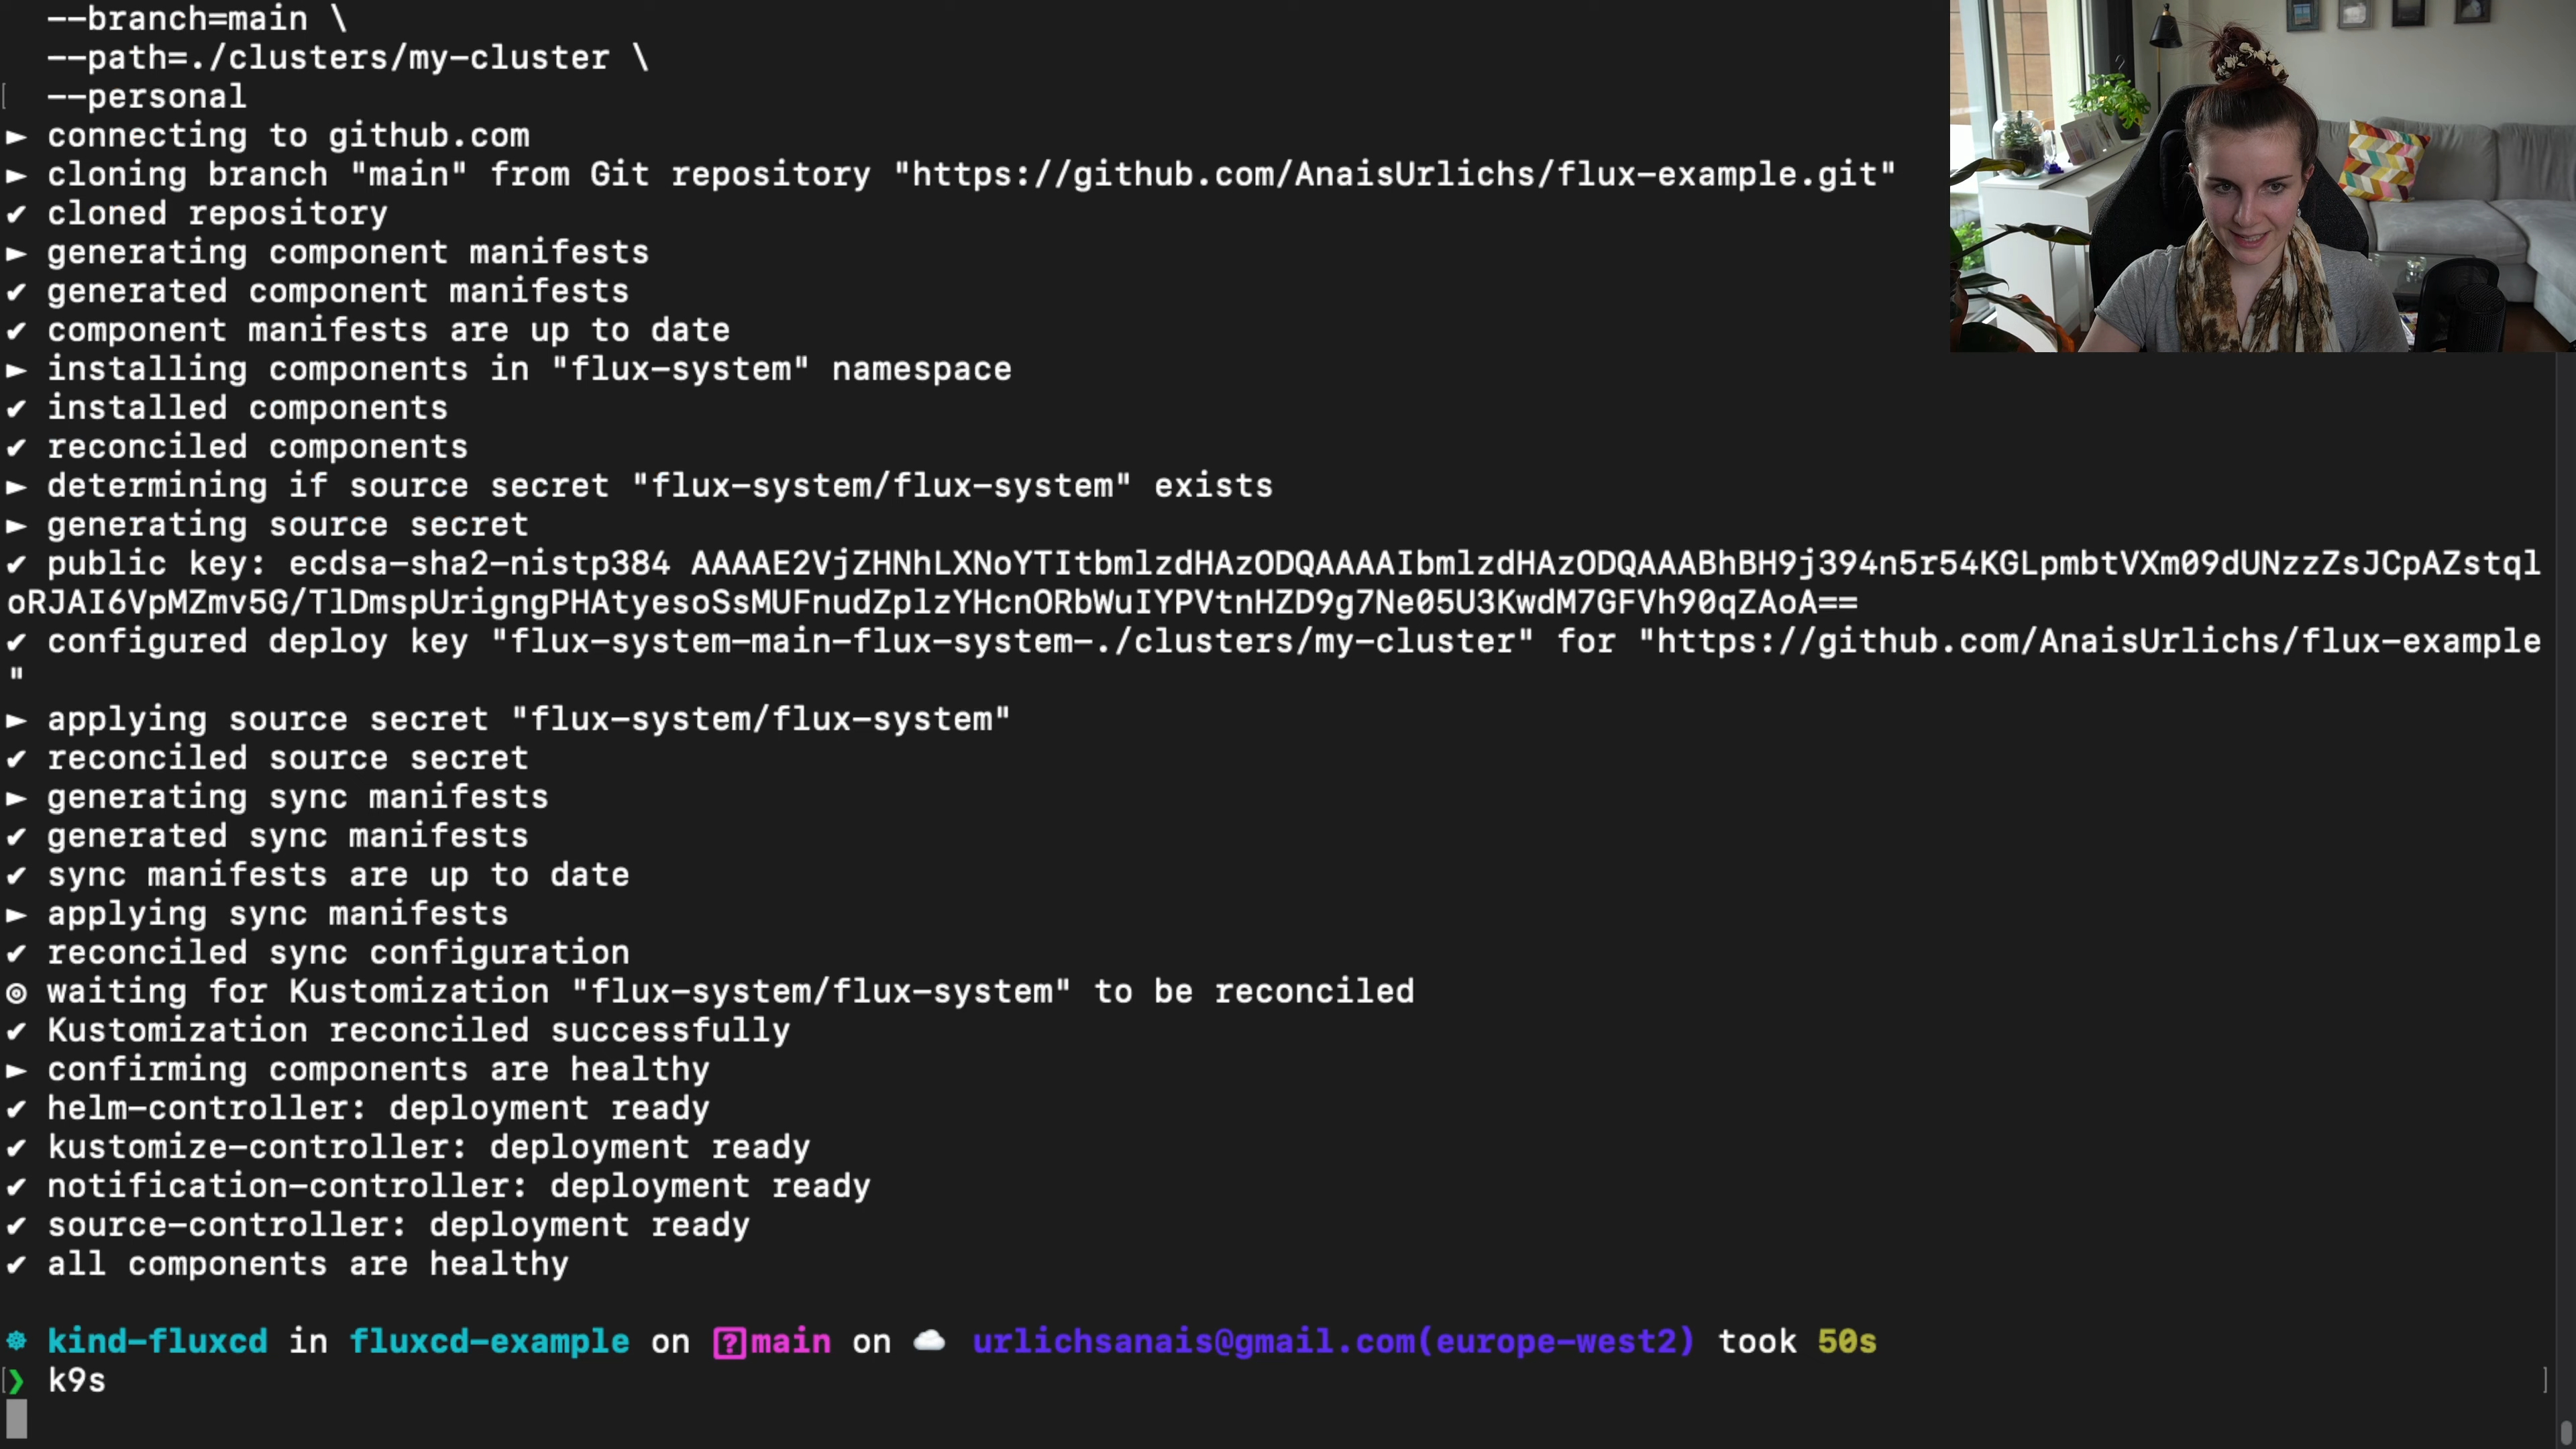 --branch=main \
--path=./clusters/my-cluster \
--personal
► connecting to github.com
► cloning branch "main" from Git repository "https://github.com/AnaisUrlichs/flux-example.git"
✔ cloned repository
► generating component manifests
✔ generated component manifests
✔ component manifests are up to date
► installing components in "flux-system" namespace
✔ installed components
✔ reconciled components
► determining if source secret "flux-system/flux-system" exists
► generating source secret
✔ public key: ecdsa-sha2-nistp384 AAAAE2VjZHNhLXNoYTItbmlzdHAzODQAAAAIbmlzdHAzODQAAABhBH9j394n5r54KGLpmbtVXm09dUNzzZsJCpAZstql
oRJAI6VpMZmv5G/TlDmspUrigngPHAtyesoSsMUFnudZplzYHcnORbWuIYPVtnHZD9g7Ne05U3KwdM7GFVh90qZAoA==
✔ configured deploy key "flux-system-main-flux-system-./clusters/my-cluster" for "https://github.com/AnaisUrlichs/flux-example
"
► applying source secret "flux-system/flux-system"
✔ reconciled source secret
► generating sync manifests
✔ generated sync manifests
✔ sync manifests are up to date
► applying sync manifests
✔ reconciled sync configuration
◎ waiting for Kustomization "flux-system/flux-system" to be reconciled
✔ Kustomization reconciled successfully
► confirming components are healthy
✔ helm-controller: deployment ready
✔ kustomize-controller: deployment ready
✔ notification-controller: deployment ready
✔ source-controller: deployment ready
✔ all components are healthy
☸ kind-fluxcd in fluxcd-example on [?]main on ☁ urlichsanais@gmail.com(europe-west2) took 50s
❯ k9s